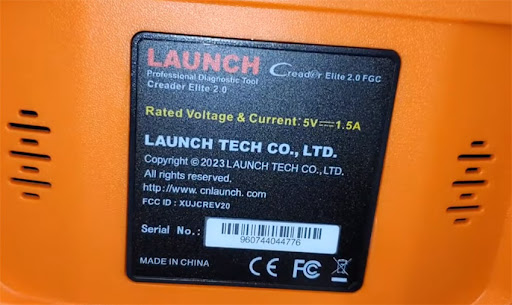 LAUNCH Creader Elite 2.0 FGC
Professional Diagnostic Tool
Creader Elite 2.0
Rated Voltage & Current: 5V⎓1.5A
LAUNCH TECH CO., LTD.
Copyright © 2023 LAUNCH TECH CO., LTD.
All rights reserved.
http://www. cnlaunch. com
FCC ID : XUJCREV20
Serial No.:
960744044776
MADE IN CHINA CE FC